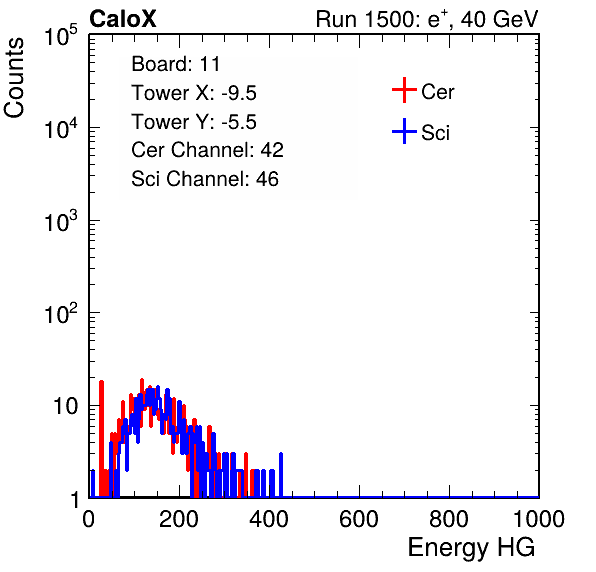 CaloX Run 1500: e⁺, 40 GeV
Counts
10⁵
10⁴
10³
10²
10
1
Board: 11
Tower X: -9.5
Tower Y: -5.5
Cer Channel: 42
Sci Channel: 46
Cer
Sci
0 200 400 600 800 1000
Energy HG